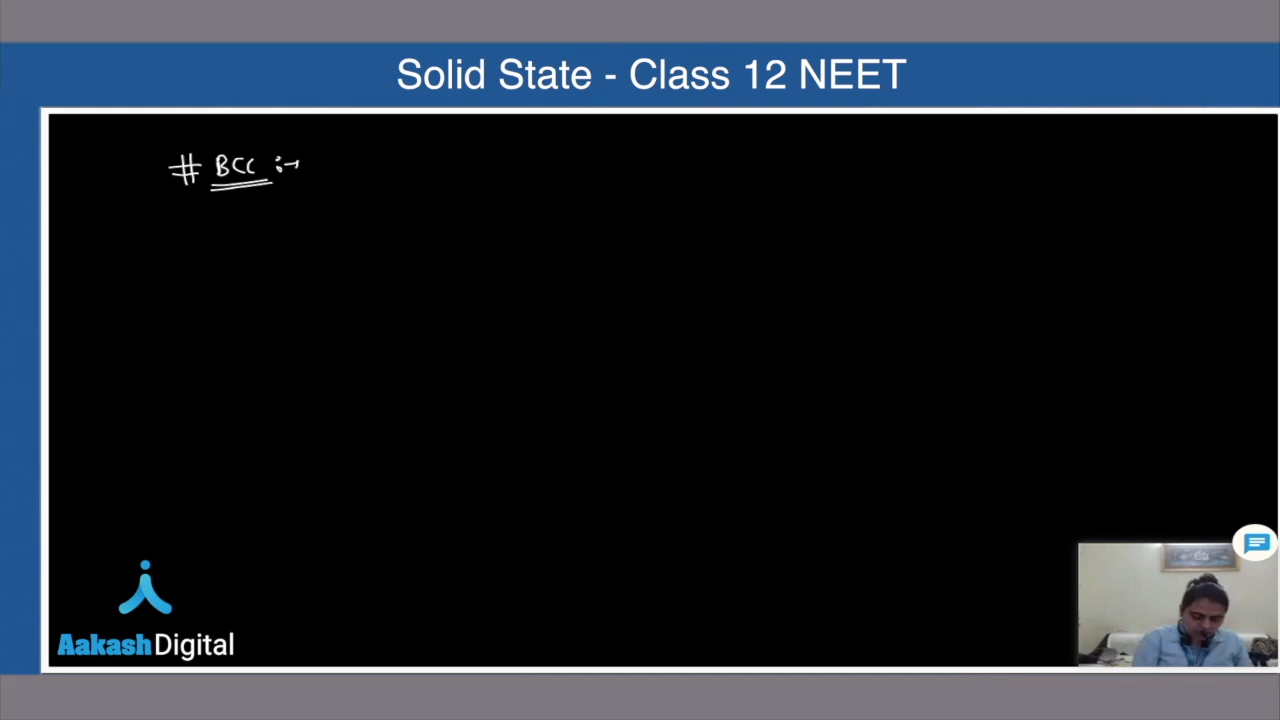 Solid State - Class 12 NEET
# BCC :→
Aakash Digital